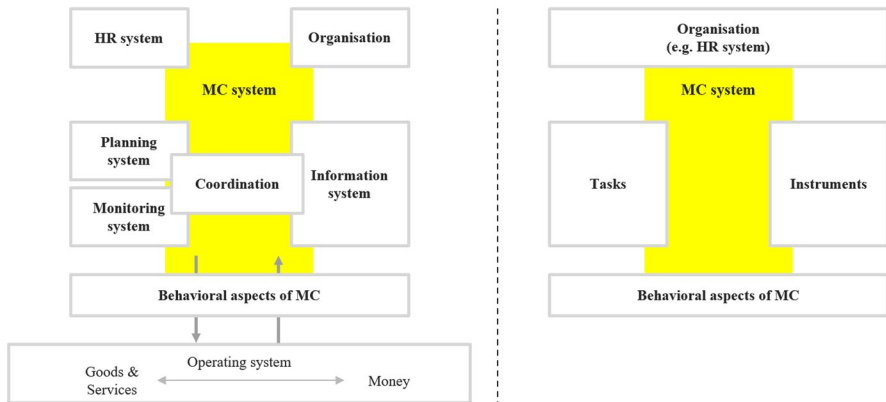 HR system
Organisation
MC system
Planning
system
Coordination
Information
system
Monitoring
system
Behavioral aspects of MC
Operating system
Goods &
Services
Money
Organisation
(e.g. HR system)
MC system
Tasks
Instruments
Behavioral aspects of MC